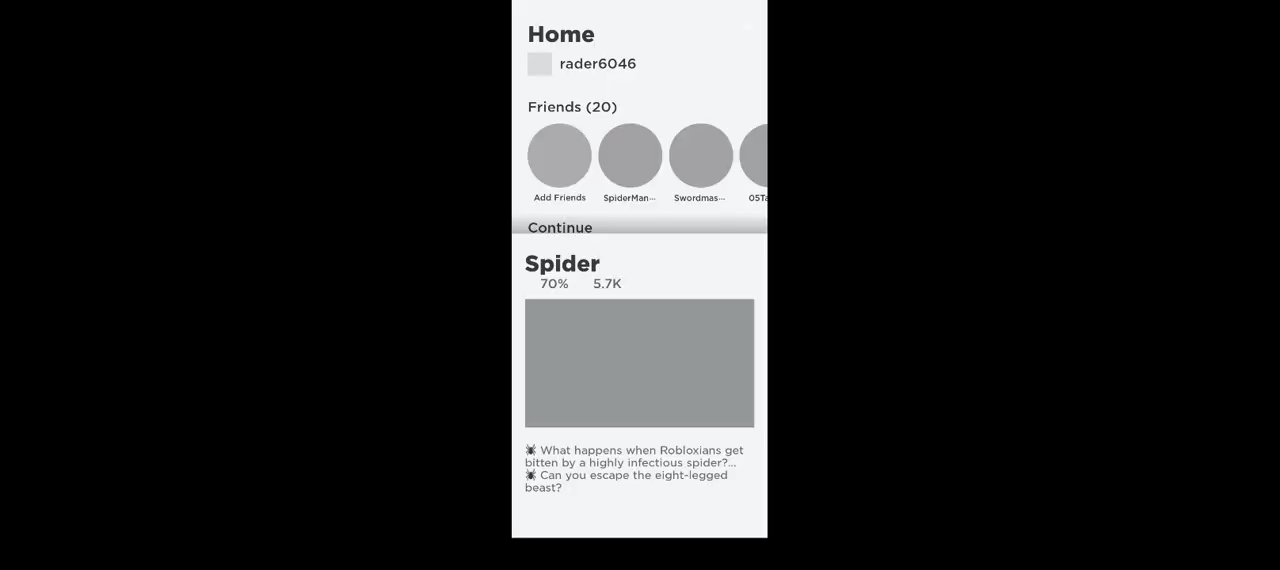 Home
rader6046
Friends (20)
Add Friends SpiderMan... Swordmas... 05Ta
Continue
Spider
70% 5.7K
🕷 What happens when Robloxians get
bitten by a highly infectious spider?...
🕷 Can you escape the eight-legged
beast?